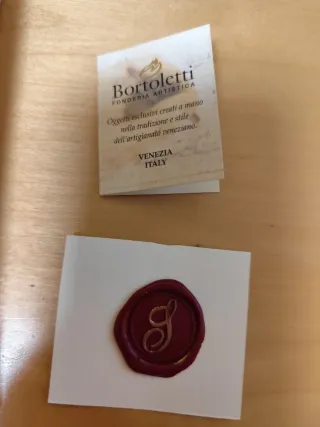 Bortoletti
FONDERIA ARTISTICA
Oggetti esclusivi creati a mano
nella tradizione e stile
dell'artigianato veneziano.
VENEZIA
ITALY
S